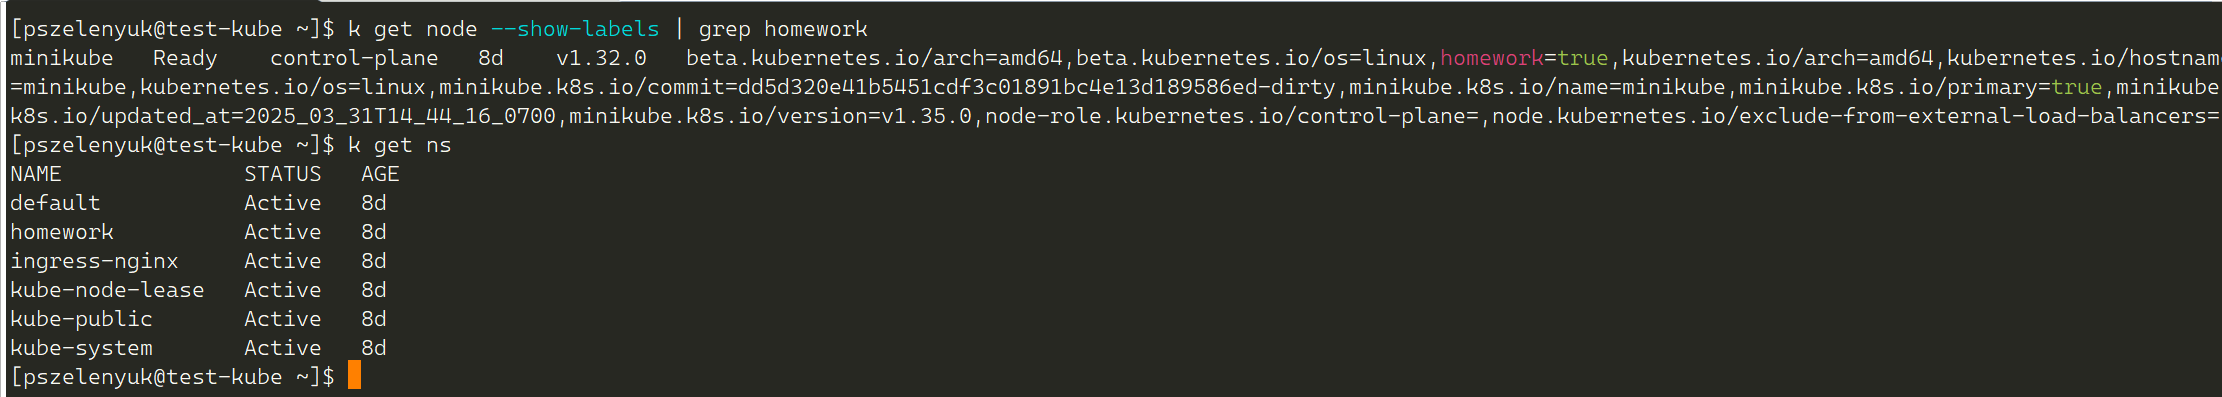 [pszelenyuk@test-kube ~]$ k get node --show-labels | grep homework
minikube   Ready    control-plane   8d    v1.32.0   beta.kubernetes.io/arch=amd64,beta.kubernetes.io/os=linux,homework=true,kubernetes.io/arch=amd64,kubernetes.io/hostname
=minikube,kubernetes.io/os=linux,minikube.k8s.io/commit=dd5d320e41b5451cdf3c01891bc4e13d189586ed-dirty,minikube.k8s.io/name=minikube,minikube.k8s.io/primary=true,minikube
k8s.io/updated_at=2025_03_31T14_44_16_0700,minikube.k8s.io/version=v1.35.0,node-role.kubernetes.io/control-plane=,node.kubernetes.io/exclude-from-external-load-balancers=
[pszelenyuk@test-kube ~]$ k get ns
NAME              STATUS   AGE
default           Active   8d
homework          Active   8d
ingress-nginx     Active   8d
kube-node-lease   Active   8d
kube-public       Active   8d
kube-system       Active   8d
[pszelenyuk@test-kube ~]$